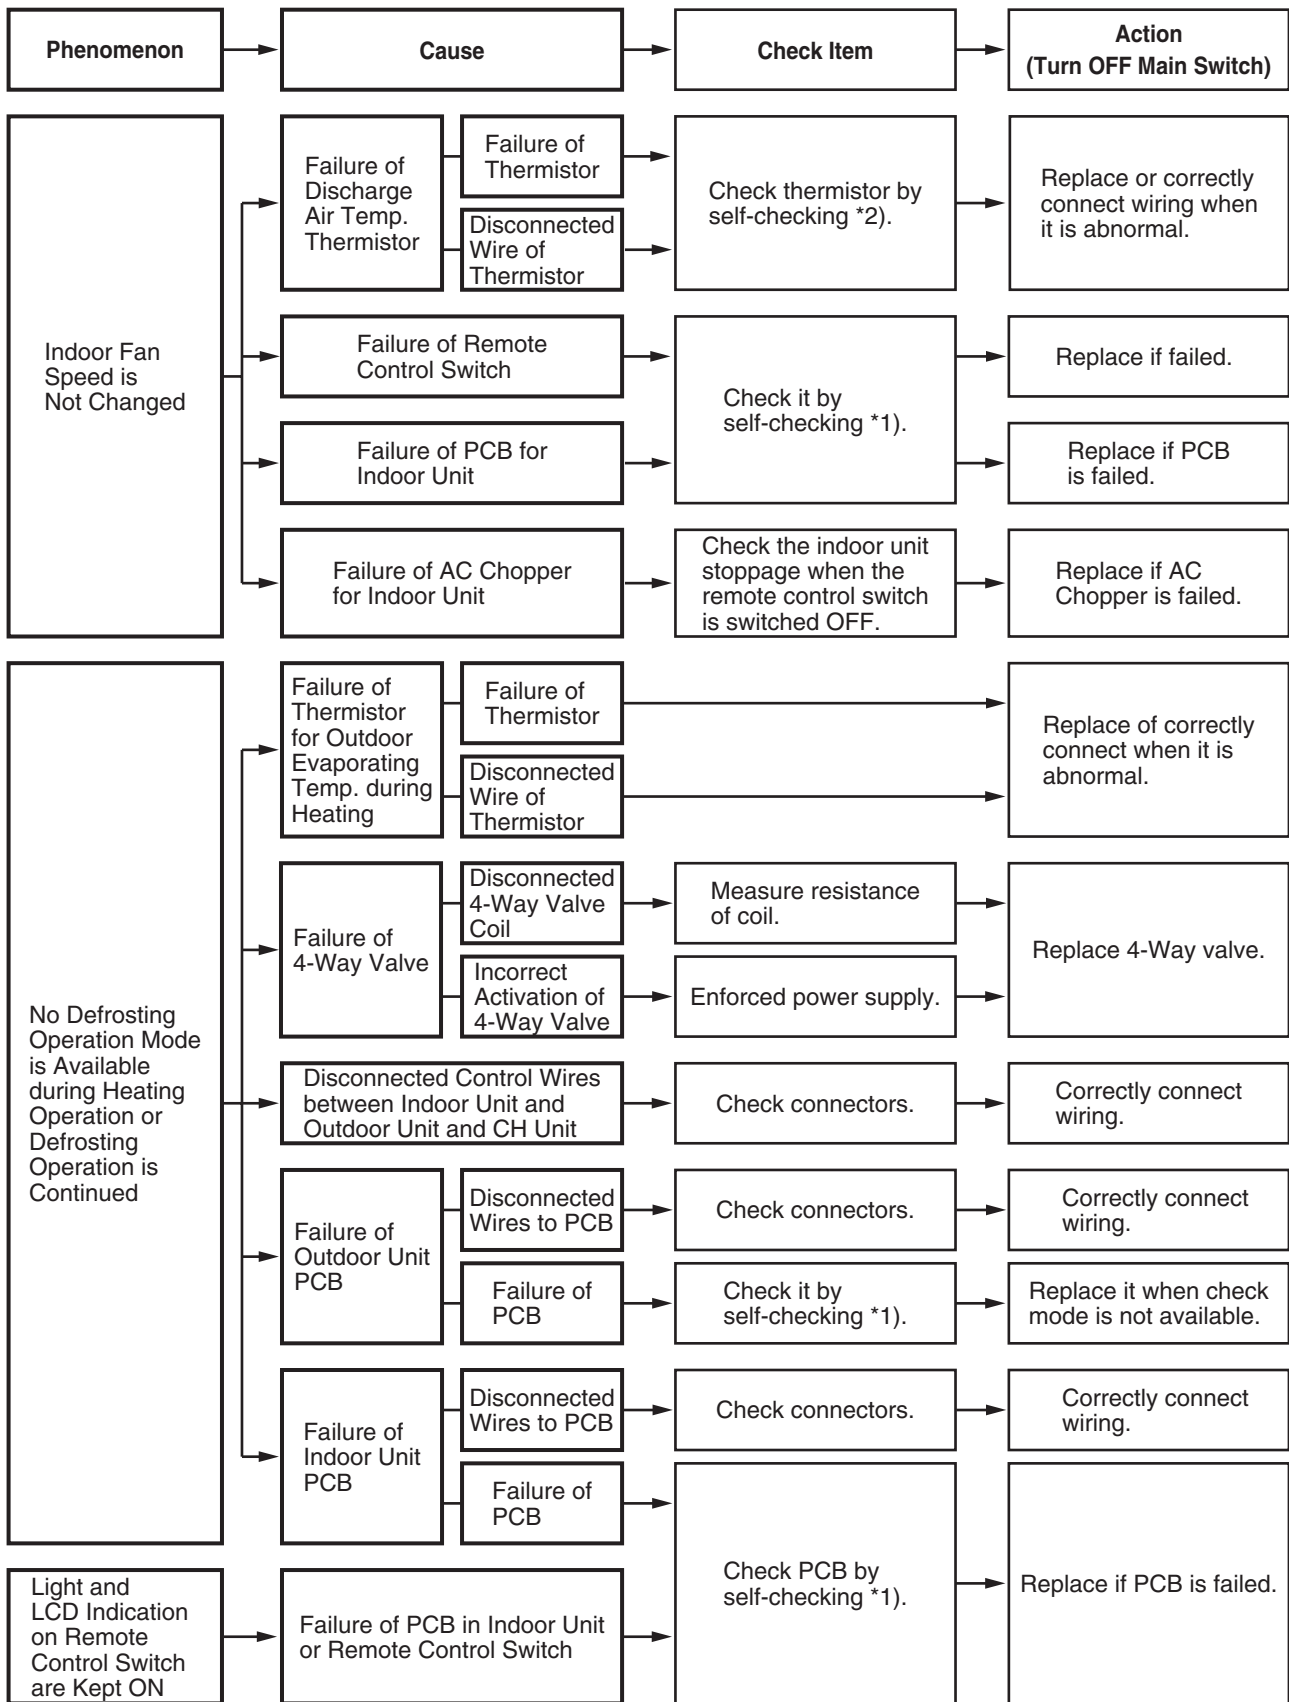 Phenomenon
Cause
Check Item
Action
(Turn OFF Main Switch)
Indoor Fan
Speed is
Not Changed
Failure of
Discharge
Air Temp.
Thermistor
Failure of
Thermistor
Disconnected
Wire of
Thermistor
Check thermistor by
self-checking *2).
Replace or correctly
connect wiring when
it is abnormal.
Failure of Remote
Control Switch
Check it by
self-checking *1).
Replace if failed.
Failure of PCB for
Indoor Unit
Replace if PCB
is failed.
Failure of AC Chopper
for Indoor Unit
Check the indoor unit
stoppage when the
remote control switch
is switched OFF.
Replace if AC
Chopper is failed.
No Defrosting
Operation Mode
is Available
during Heating
Operation or
Defrosting
Operation is
Continued
Failure of
Thermistor
for Outdoor
Evaporating
Temp. during
Heating
Failure of
Thermistor
Disconnected
Wire of
Thermistor
Replace of correctly
connect when it is
abnormal.
Failure of
4-Way Valve
Disconnected
4-Way Valve
Coil
Measure resistance
of coil.
Incorrect
Activation of
4-Way Valve
Enforced power supply.
Replace 4-Way valve.
Disconnected Control Wires
between Indoor Unit and
Outdoor Unit and CH Unit
Check connectors.
Correctly connect
wiring.
Failure of
Outdoor Unit
PCB
Disconnected
Wires to PCB
Check connectors.
Correctly connect
wiring.
Failure of
PCB
Check it by
self-checking *1).
Replace it when check
mode is not available.
Failure of
Indoor Unit
PCB
Disconnected
Wires to PCB
Check connectors.
Correctly connect
wiring.
Failure of
PCB
Check PCB by
self-checking *1).
Replace if PCB is failed.
Light and
LCD Indication
on Remote
Control Switch
are Kept ON
Failure of PCB in Indoor Unit
or Remote Control Switch